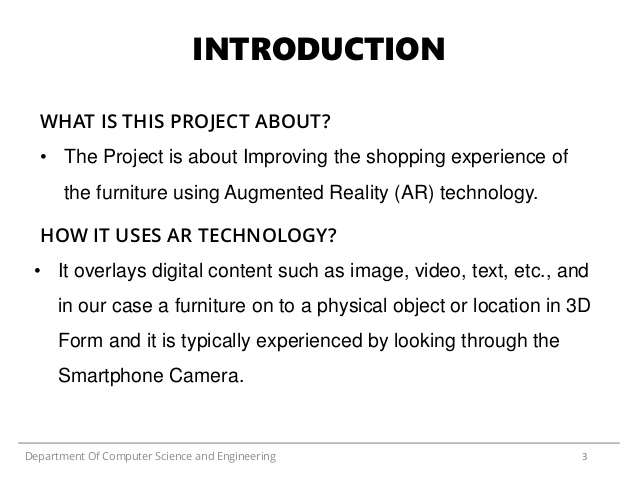 INTRODUCTION
WHAT IS THIS PROJECT ABOUT?
• The Project is about Improving the shopping experience of
the furniture using Augmented Reality (AR) technology.
HOW IT USES AR TECHNOLOGY?
• It overlays digital content such as image, video, text, etc., and
in our case a furniture on to a physical object or location in 3D
Form and it is typically experienced by looking through the
Smartphone Camera.
Department Of Computer Science and Engineering 3